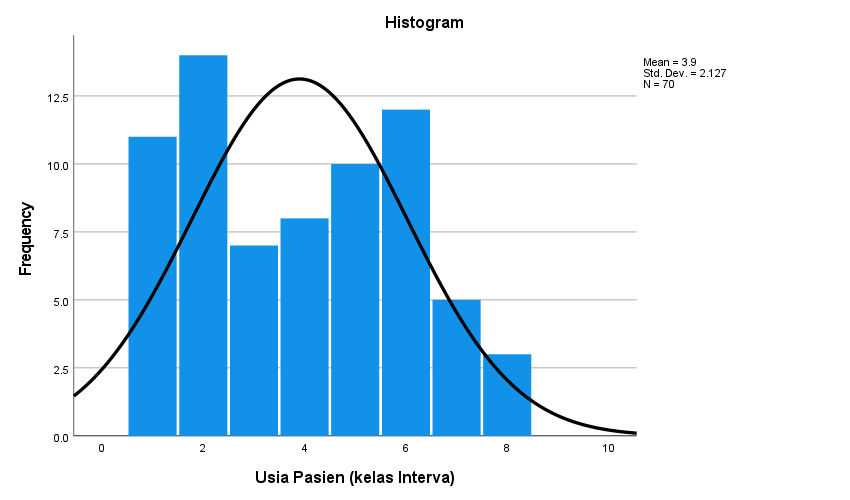 Histogram
Mean = 3.9
Std. Dev. = 2.127
N = 70
Frequency
12.5
10.0
7.5
5.0
2.5
0.0
0 2 4 6 8 10
Usia Pasien (kelas Interva)